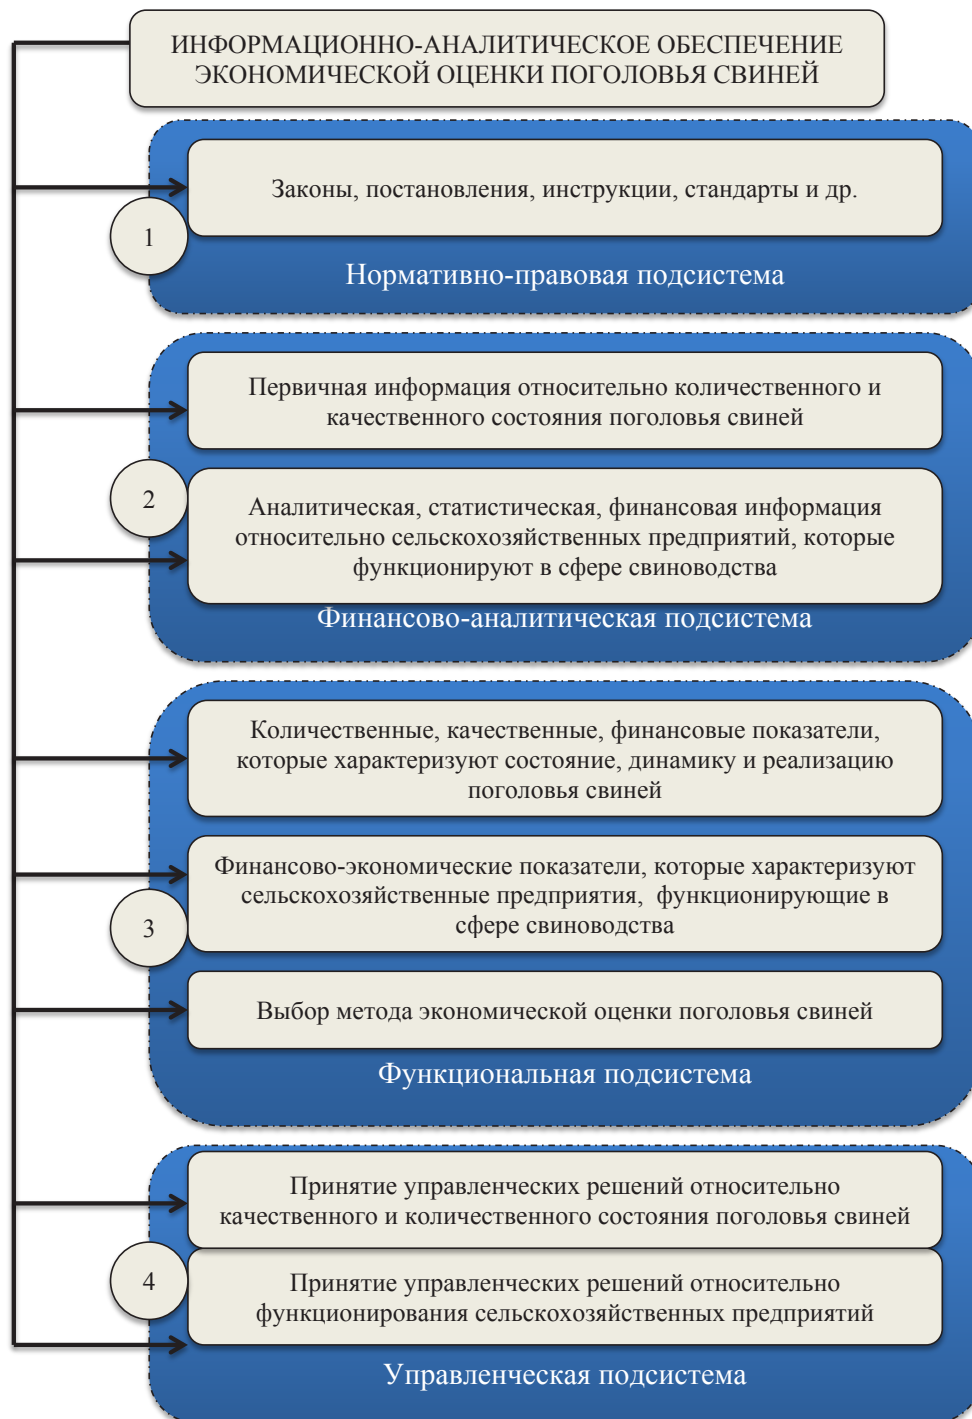 ИНФОРМАЦИОННО-АНАЛИТИЧЕСКОЕ ОБЕСПЕЧЕНИЕ
ЭКОНОМИЧЕСКОЙ ОЦЕНКИ ПОГОЛОВЬЯ СВИНЕЙ
Законы, постановления, инструкции, стандарты и др.
1
Нормативно-правовая подсистема
Первичная информация относительно количественного и
качественного состояния поголовья свиней
2
Аналитическая, статистическая, финансовая информация
относительно сельскохозяйственных предприятий, которые
функционируют в сфере свиноводства
Финансово-аналитическая подсистема
Количественные, качественные, финансовые показатели,
которые характеризуют состояние, динамику и реализацию
поголовья свиней
Финансово-экономические показатели, которые характеризуют
сельскохозяйственные предприятия,  функционирующие в
сфере свиноводства
3
Выбор метода экономической оценки поголовья свиней
Функциональная подсистема
Принятие управленческих решений относительно
качественного и количественного состояния поголовья свиней
4
Принятие управленческих решений относительно
функционирования сельскохозяйственных предприятий
Управленческая подсистема